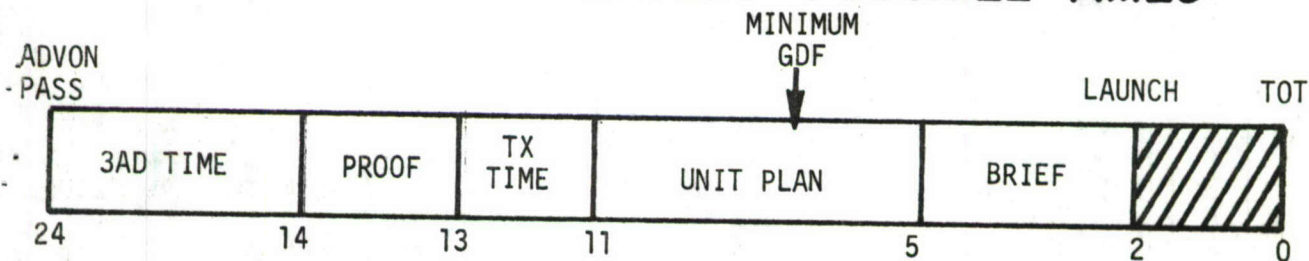 TIMES
MINIMUM
GDF
ADVON
PASS
LAUNCH
TOT
3AD TIME
PROOF
TX
TIME
UNIT PLAN
BRIEF
24
14
13
11
5
2
0